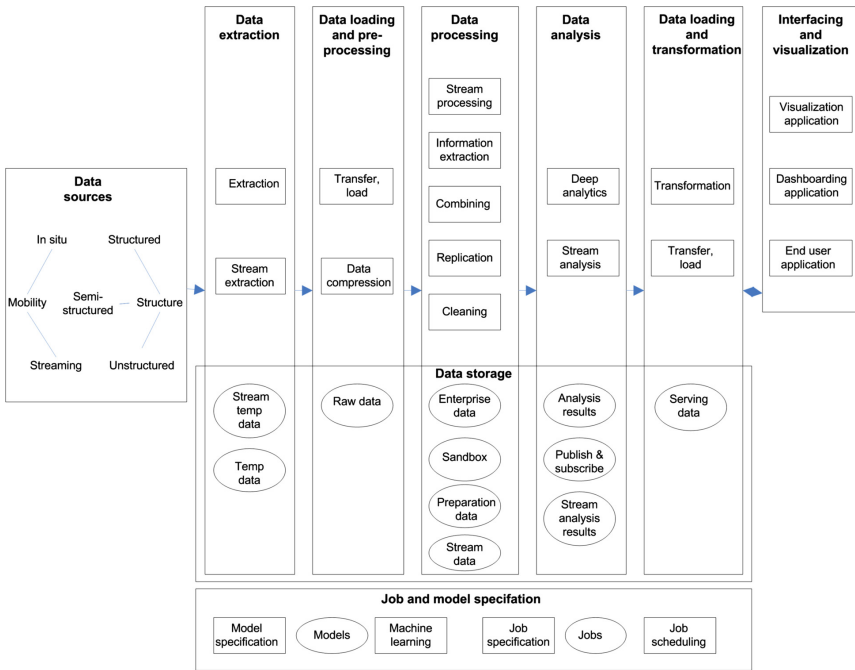 Data
extraction
Data loading
and pre-
processing
Data
processing
Data
analysis
Data loading
and
transformation
Interfacing
and
visualization
Data
sources
In situ
Structured
Mobility
Semi-
structured
Structure
Streaming
Unstructured
Extraction
Stream
extraction
Transfer,
load
Data
compression
Stream
processing
Information
extraction
Combining
Replication
Cleaning
Deep
analytics
Stream
analysis
Transformation
Transfer,
load
Visualization
application
Dashboarding
application
End user
application
Data storage
Stream
temp
data
Temp
data
Raw data
Enterprise
data
Sandbox
Preparation
data
Stream
data
Analysis
results
Publish &
subscribe
Stream
analysis
results
Serving
data
Job and model specifation
Model
specification
Models
Machine
learning
Job
specification
Jobs
Job
scheduling